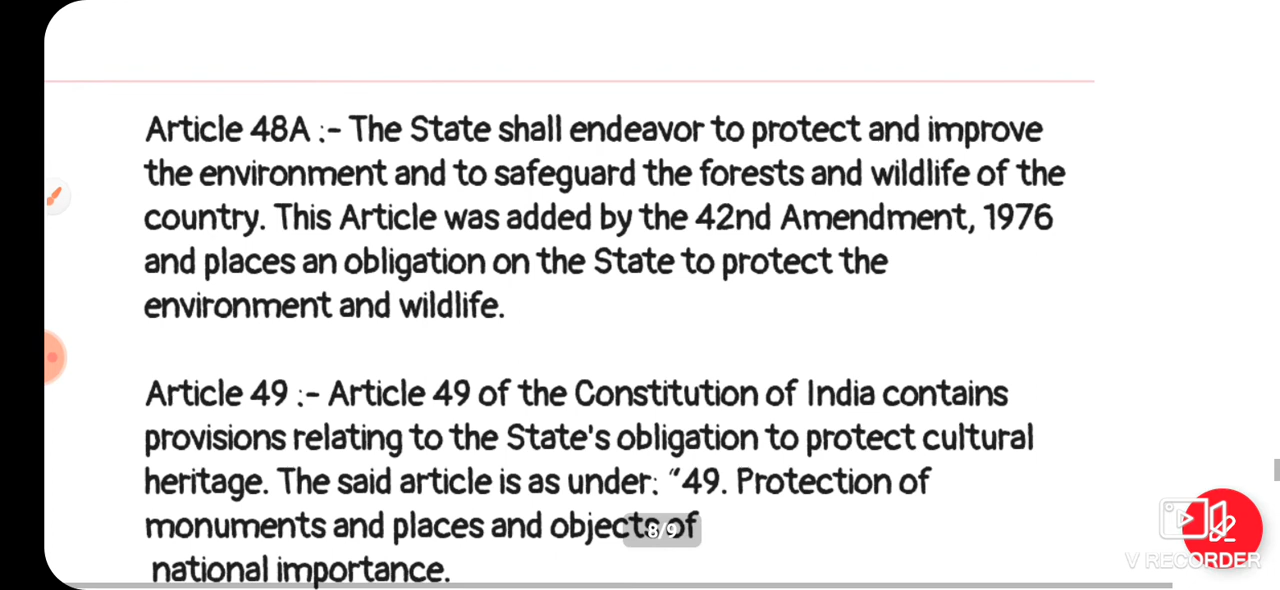 Article 48A :- The State shall endeavor to protect and improve
the environment and to safeguard the forests and wildlife of the
country. This Article was added by the 42nd Amendment, 1976
and places an obligation on the State to protect the
environment and wildlife.
Article 49 :- Article 49 of the Constitution of India contains
provisions relating to the State's obligation to protect cultural
heritage. The said article is as under: “49. Protection of
monuments and places and objects of
8/9
national importance.
V RECORDER